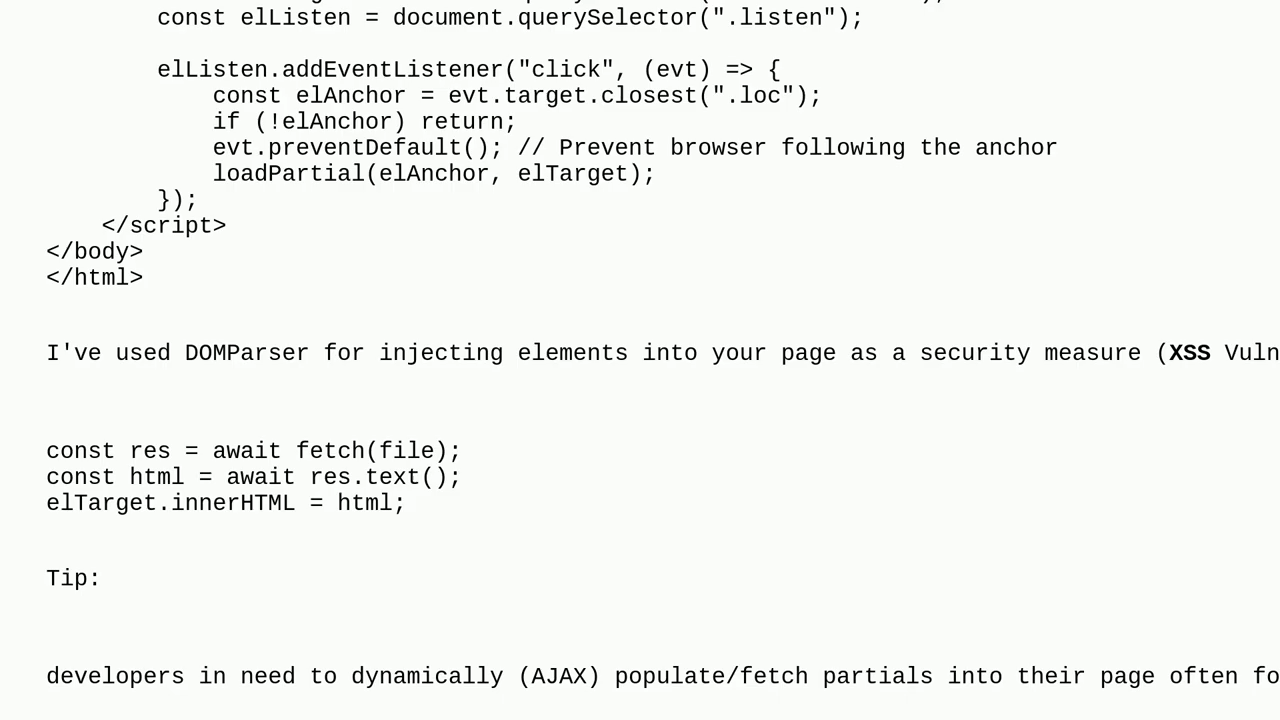 const elListen = document.querySelector(".listen");
elListen.addEventListener("click", (evt) => {
const elAnchor = evt.target.closest(".loc");
if (!elAnchor) return;
evt.preventDefault(); // Prevent browser following the anchor
loadPartial(elAnchor, elTarget);
});
</script>
</body>
</html>
I've used DOMParser for injecting elements into your page as a security measure (XSS Vuln
const res = await fetch(file);
const html = await res.text();
elTarget.innerHTML = html;
Tip:
developers in need to dynamically (AJAX) populate/fetch partials into their page often fo